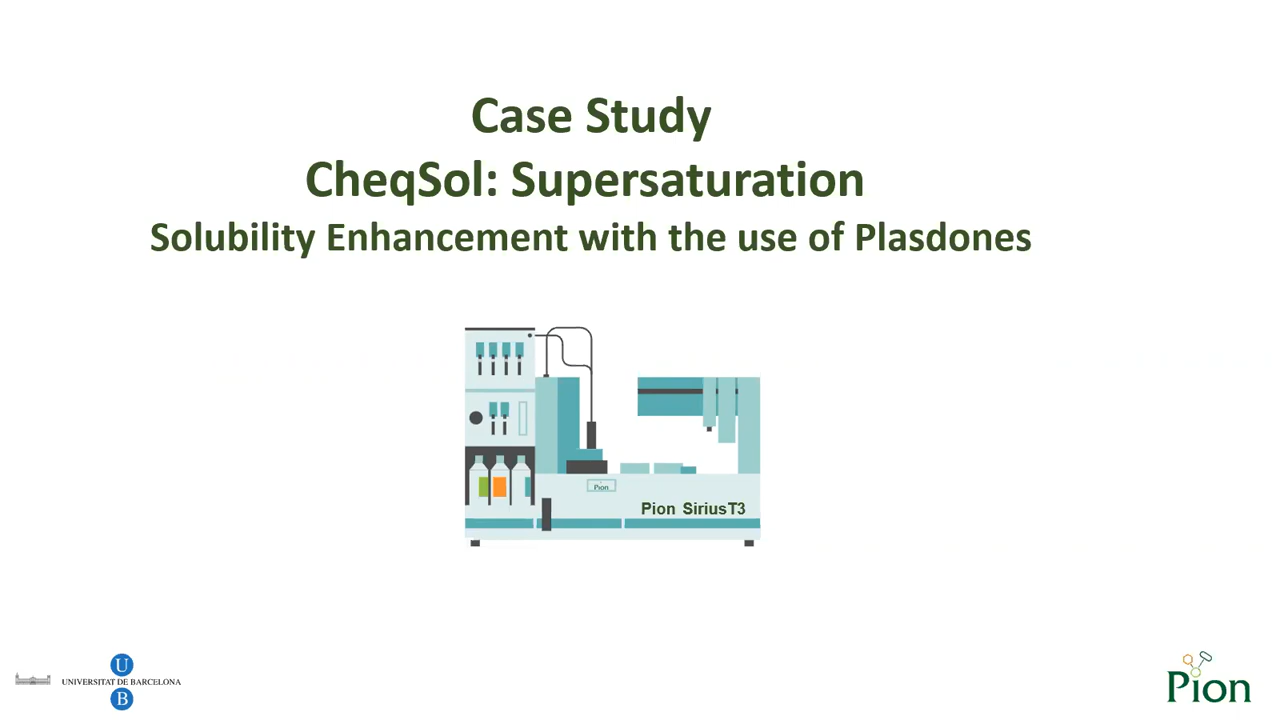 Case Study
CheqSol: Supersaturation
Solubility Enhancement with the use of Plasdones
Pion
Pion SiriusT3
U
UNIVERSITAT DE BARCELONA
B
Pion